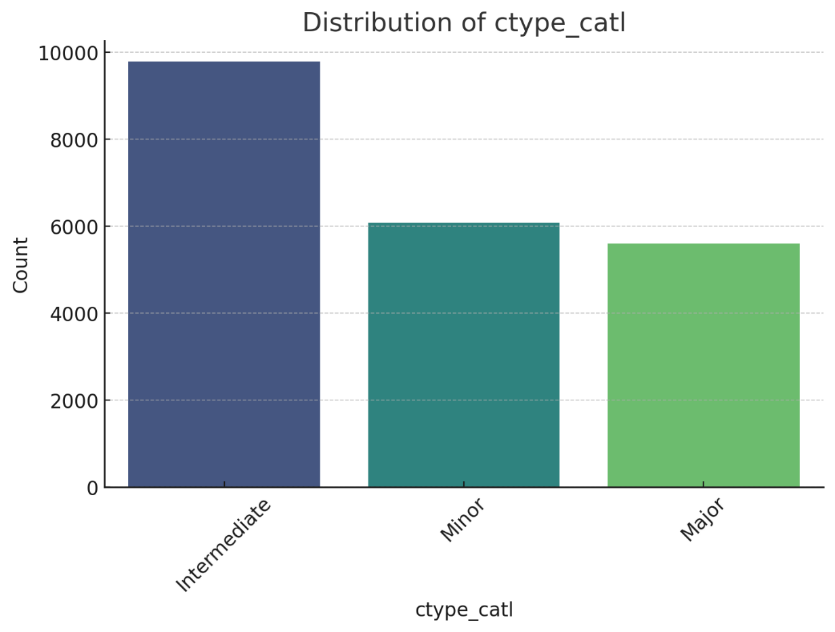 Distribution of ctype_catl
10000
8000
6000
4000
2000
0
Count
Intermediate
Minor
Major
ctype_catl